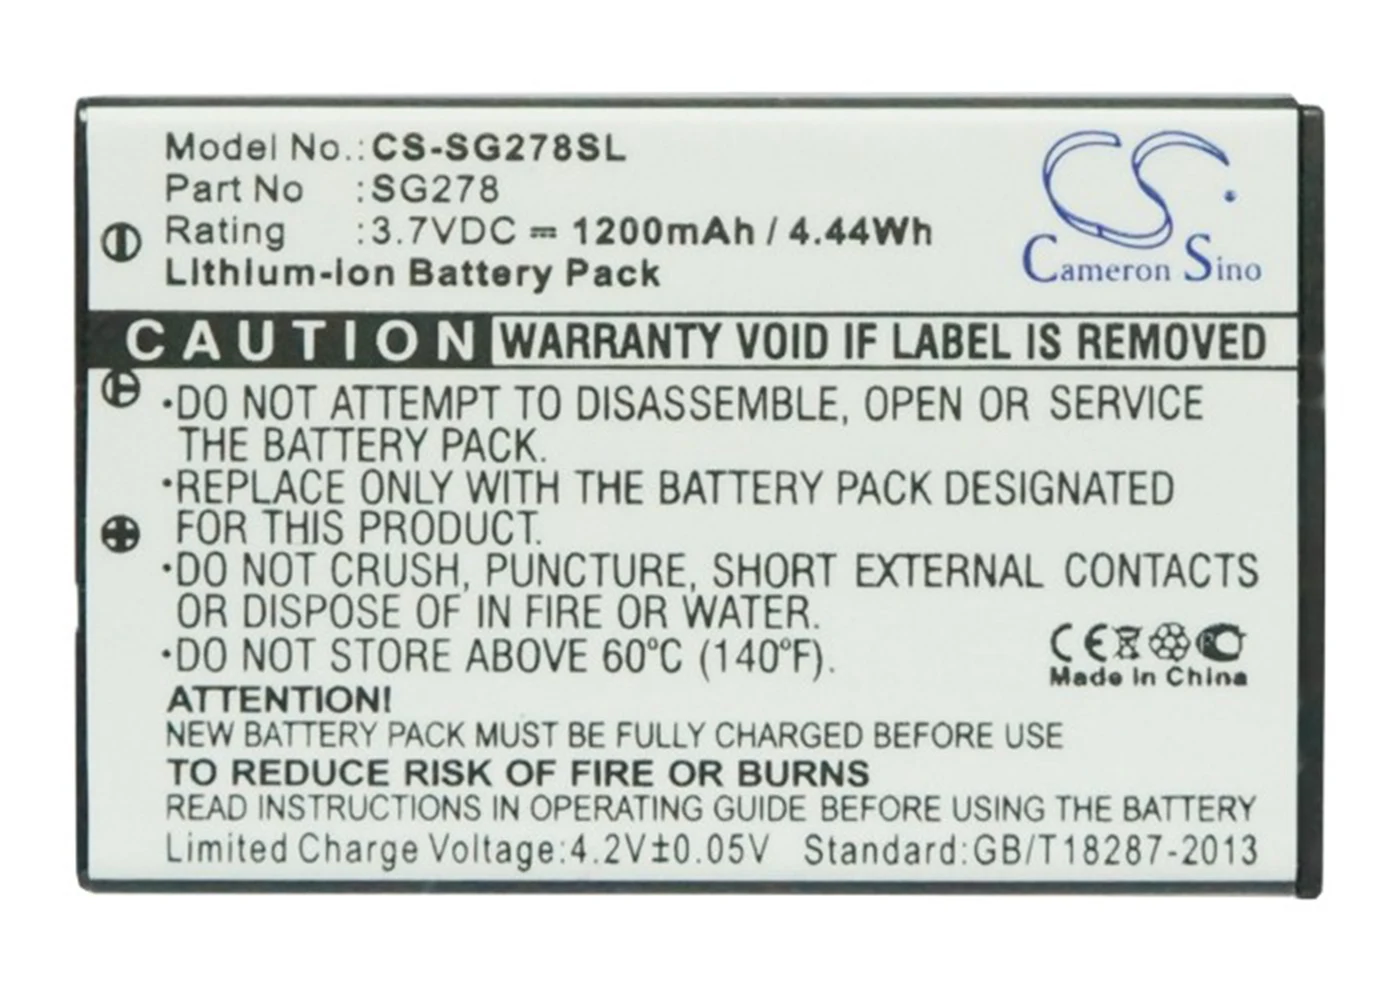 Model No.: CS-SG278SL
Part No : SG278
Rating : 3.7VDC ⎓ 1200mAh / 4.44Wh
Lithium-ion Battery Pack
CS
Cameron Sino
CAUTION WARRANTY VOID IF LABEL IS REMOVED
·DO NOT ATTEMPT TO DISASSEMBLE, OPEN OR SERVICE
THE BATTERY PACK.
·REPLACE ONLY WITH THE BATTERY PACK DESIGNATED
FOR THIS PRODUCT.
·DO NOT CRUSH, PUNCTURE, SHORT EXTERNAL CONTACTS
OR DISPOSE OF IN FIRE OR WATER.
·DO NOT STORE ABOVE 60°C (140°F).
CE
Made in China
ATTENTION!
NEW BATTERY PACK MUST BE FULLY CHARGED BEFORE USE
TO REDUCE RISK OF FIRE OR BURNS
READ INSTRUCTIONS IN OPERATING GUIDE BEFORE USING THE BATTERY
Limited Charge Voltage:4.2V±0.05V Standard:GB/T18287-2013